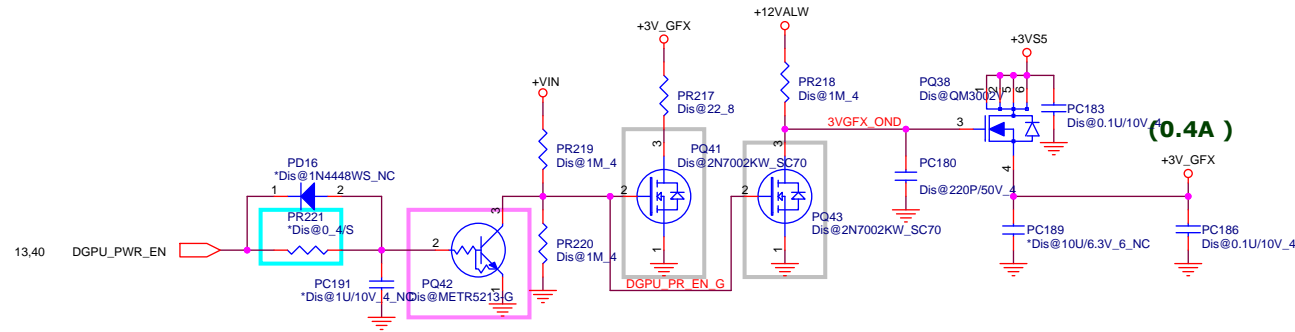 +12VALW
+3V_GFX
+3VS5
+VIN
PR217
Dis@22_8
PR218
Dis@1M_4
PQ38
Dis@QM3002V
1
2
5
6
PC183
Dis@0.1U/10V_4
(0.4A )
3VGFX_OND
3
4
+3V_GFX
PR219
Dis@1M_4
3
PQ41
Dis@2N7002KW_SC70
2
1
3
2
1
PQ43
Dis@2N7002KW_SC70
PC180
Dis@220P/50V_4
PD16
*Dis@1N4448WS_NC
1
2
PR221
*Dis@0_4/S
13,40
DGPU_PWR_EN
2
3
1
PR220
Dis@1M_4
PC189
*Dis@10U/6.3V_6_NC
PC186
Dis@0.1U/10V_4
PC191
*Dis@1U/10V_4_NC
PQ42
Dis@METR5213-G
DGPU_PR_EN_G